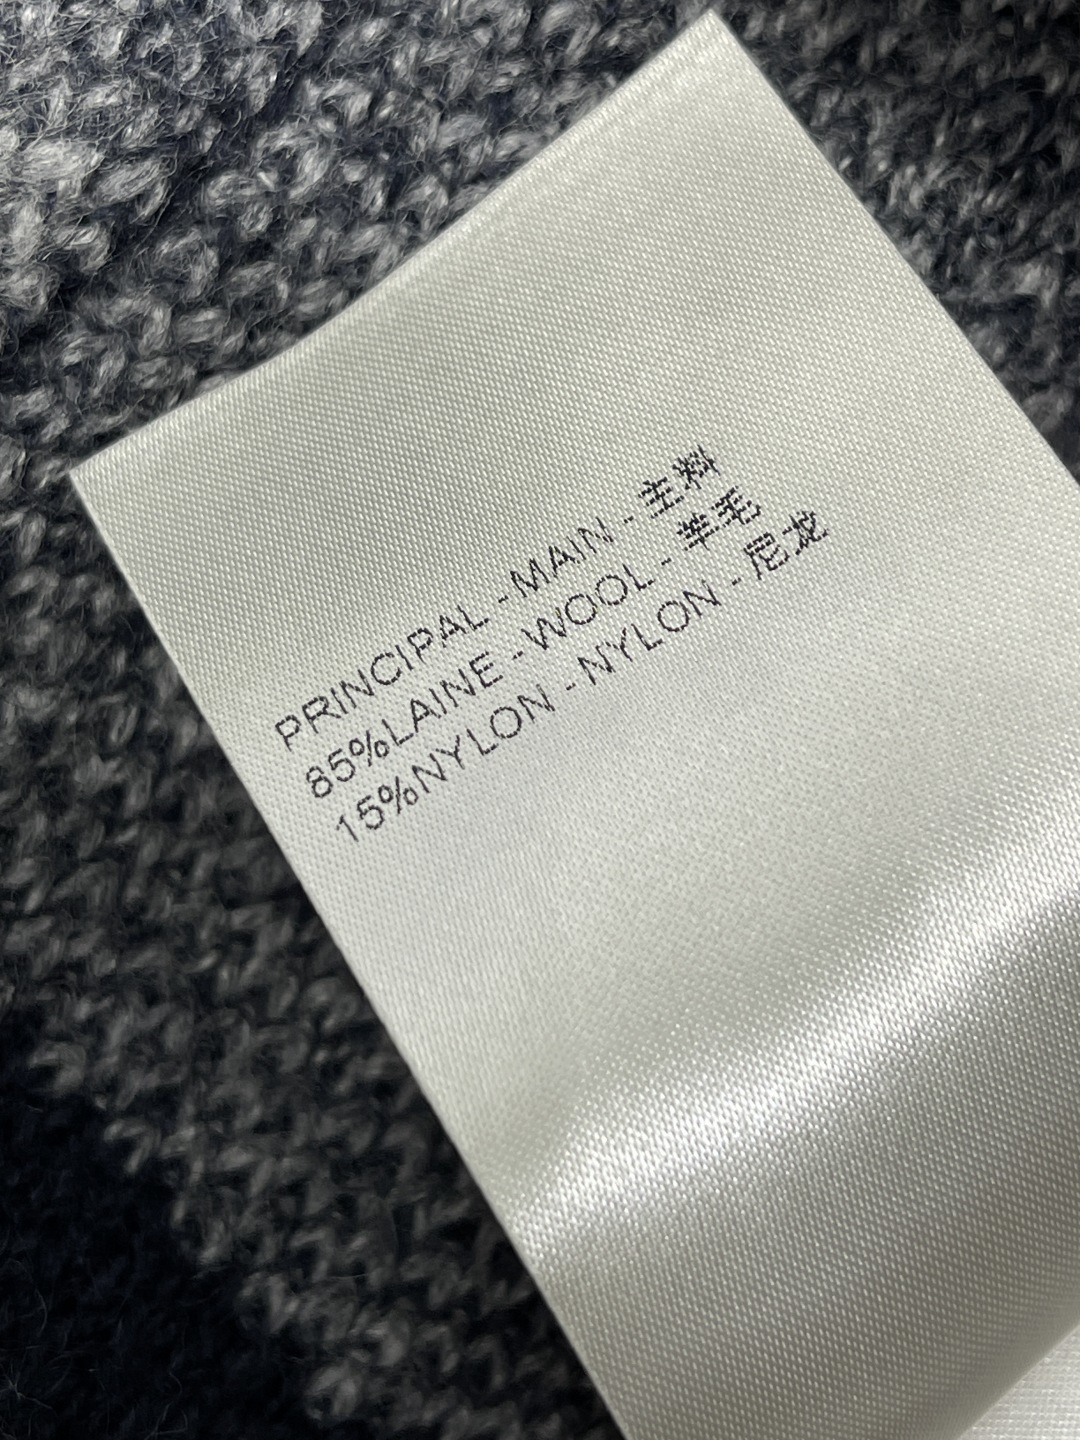 PRINCIPAL - MAIN - 主料
85%LAINE - WOOL - 羊毛
15%NYLON - NYLON - 尼龙